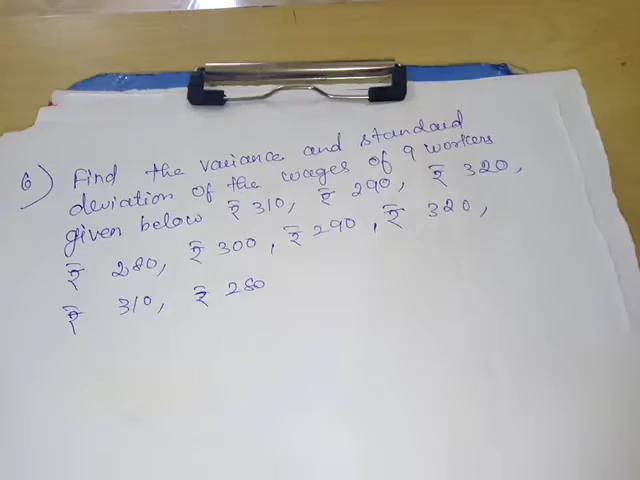 6) Find the variance and standard
deviation of the wages of 9 workers
given below ₹ 310, ₹ 290, ₹ 320,
₹ 280, ₹ 300, ₹ 290, ₹ 320,
₹ 310, ₹ 280